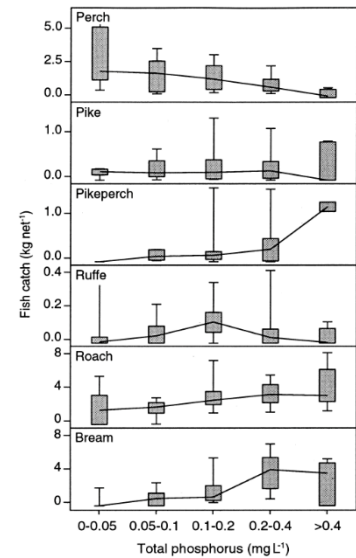 Perch
5.0
2.5
0.0
Pike
1.0
0.0
Pikeperch
1.0
0.0
Ruffe
0.4
0.2
0.0
Roach
8
4
0
Bream
8
4
0
Fish catch (kg net⁻¹)
0-0.05 0.05-0.1 0.1-0.2 0.2-0.4 >0.4
Total phosphorus (mg L⁻¹)